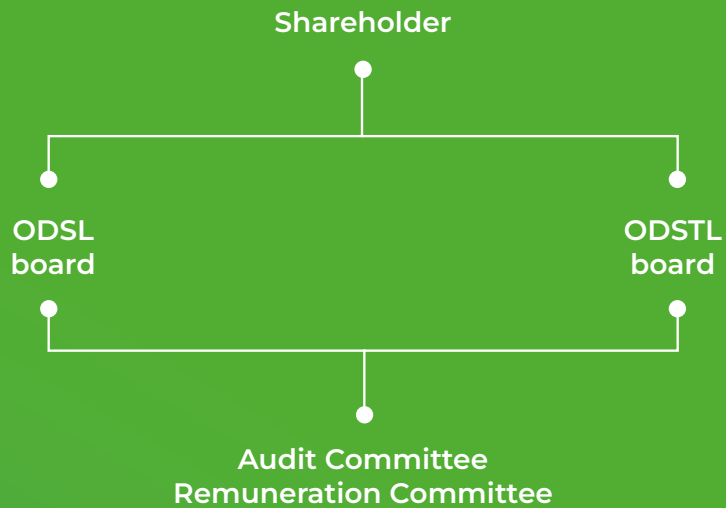 Shareholder
ODSL
board
ODSTL
board
Audit Committee
Remuneration Committee